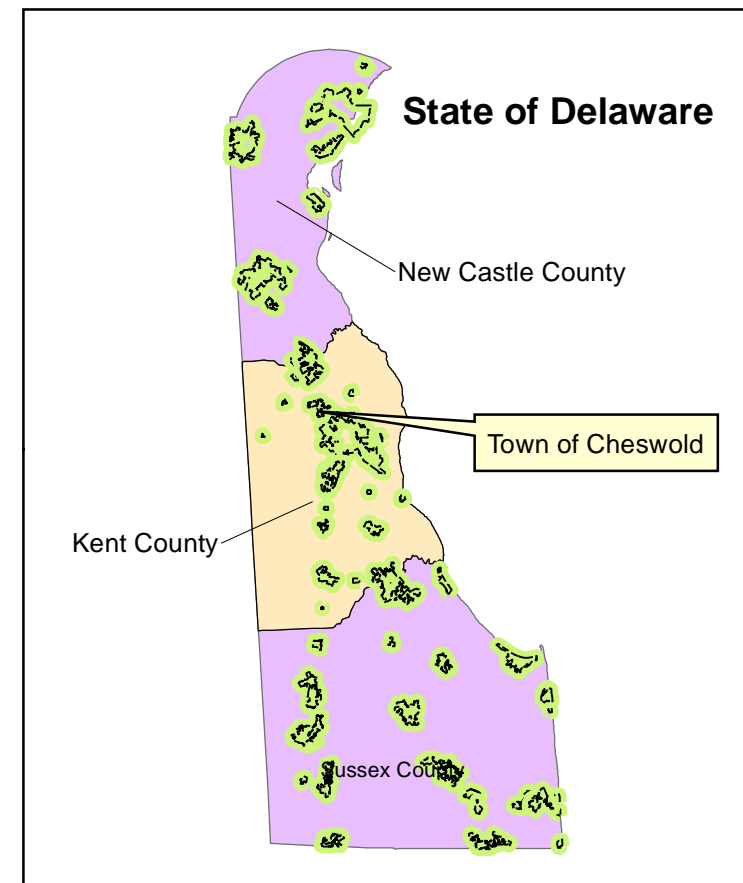 State of Delaware
New Castle County
Town of Cheswold
Kent County
Sussex County